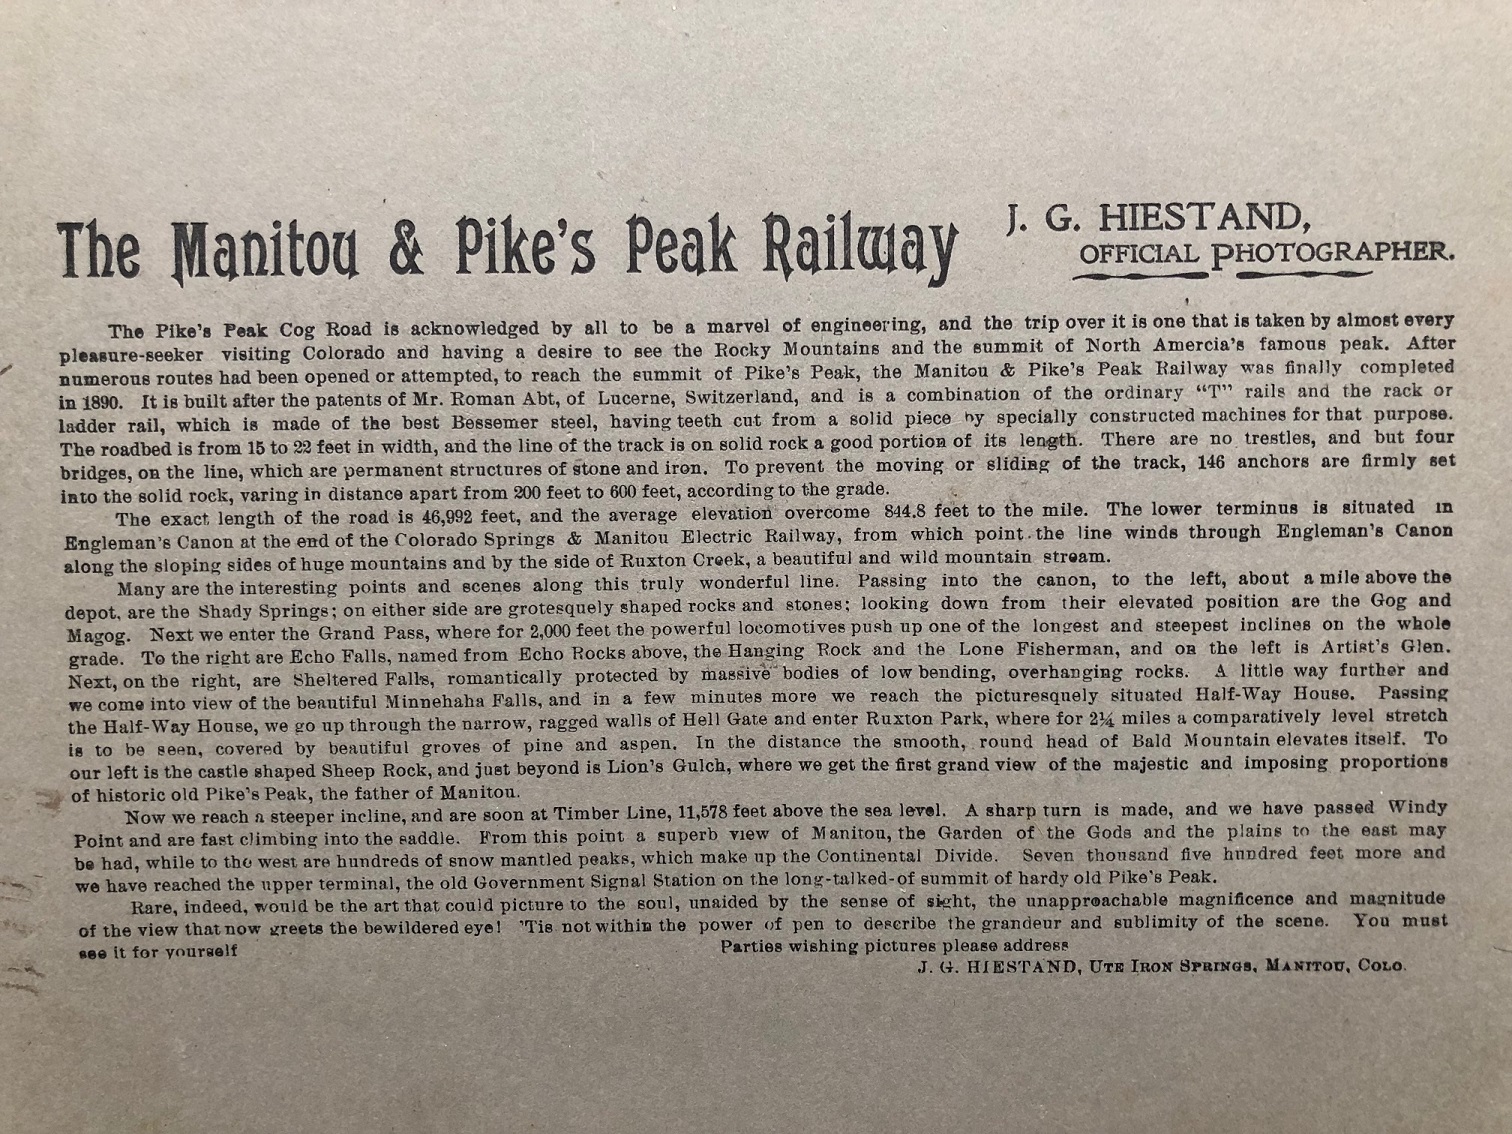 The Manitou & Pike's Peak Railway
J. G. HIESTAND,
OFFICIAL PHOTOGRAPHER.
The Pike's Peak Cog Road is acknowledged by all to be a marvel of engineering, and the trip over it is one that is taken by almost every
pleasure-seeker visiting Colorado and having a desire to see the Rocky Mountains and the summit of North Amercia's famous peak. After
numerous routes had been opened or attempted, to reach the summit of Pike's Peak, the Manitou & Pike's Peak Railway was finally completed
in 1890. It is built after the patents of Mr. Roman Abt, of Lucerne, Switzerland, and is a combination of the ordinary "T" rails and the rack or
ladder rail, which is made of the best Bessemer steel, having teeth cut from a solid piece by specially constructed machines for that purpose.
The roadbed is from 15 to 22 feet in width, and the line of the track is on solid rock a good portion of its length. There are no trestles, and but four
bridges, on the line, which are permanent structures of stone and iron. To prevent the moving or sliding of the track, 146 anchors are firmly set
into the solid rock, varing in distance apart from 200 feet to 600 feet, according to the grade.
The exact length of the road is 46,992 feet, and the average elevation overcome 844.8 feet to the mile. The lower terminus is situated in
Engleman's Canon at the end of the Colorado Springs & Manitou Electric Railway, from which point the line winds through Engleman's Canon
along the sloping sides of huge mountains and by the side of Ruxton Creek, a beautiful and wild mountain stream.
Many are the interesting points and scenes along this truly wonderful line. Passing into the canon, to the left, about a mile above the
depot, are the Shady Springs; on either side are grotesquely shaped rocks and stones; looking down from their elevated position are the Gog and
Magog. Next we enter the Grand Pass, where for 2,000 feet the powerful locomotives push up one of the longest and steepest inclines on the whole
grade. To the right are Echo Falls, named from Echo Rocks above, the Hanging Rock and the Lone Fisherman, and on the left is Artist's Glen.
Next, on the right, are Sheltered Falls, romantically protected by massive bodies of low bending, overhanging rocks. A little way further and
we come into view of the beautiful Minnehaha Falls, and in a few minutes more we reach the picturesquely situated Half-Way House. Passing
the Half-Way House, we go up through the narrow, ragged walls of Hell Gate and enter Ruxton Park, where for 2¼ miles a comparatively level stretch
is to be seen, covered by beautiful groves of pine and aspen. In the distance the smooth, round head of Bald Mountain elevates itself. To
our left is the castle shaped Sheep Rock, and just beyond is Lion's Gulch, where we get the first grand view of the majestic and imposing proportions
of historic old Pike's Peak, the father of Manitou.
Now we reach a steeper incline, and are soon at Timber Line, 11,578 feet above the sea level. A sharp turn is made, and we have passed Windy
Point and are fast climbing into the saddle. From this point a superb view of Manitou, the Garden of the Gods and the plains to the east may
be had, while to the west are hundreds of snow mantled peaks, which make up the Continental Divide. Seven thousand five hundred feet more and
we have reached the upper terminal, the old Government Signal Station on the long-talked-of summit of hardy old Pike's Peak.
Rare, indeed, would be the art that could picture to the soul, unaided by the sense of sight, the unapproachable magnificence and magnitude
of the view that now greets the bewildered eye! 'Tis not within the power of pen to describe the grandeur and sublimity of the scene. You must
see it for yourself
Parties wishing pictures please address
J. G. HIESTAND, UTE IRON SPRINGS, MANITOU, COLO.